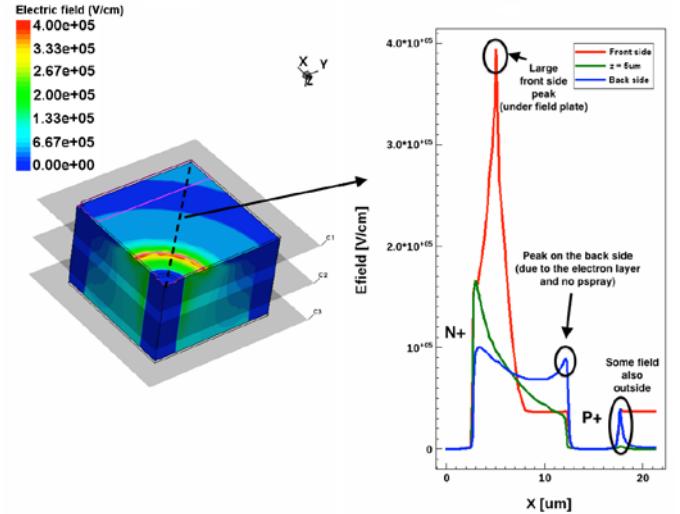 Electric field (V/cm)
4.00e+05
3.33e+05
2.67e+05
2.00e+05
1.33e+05
6.67e+04
0.00e+00
X
Y
Z
C1
C2
C3
Efield [V/cm]
4.0*10+05
3.0*10+05
2.0*10+05
10+05
0
Front side
z = 5um
Back side
Large
front side
peak
(under field plate)
Peak on the back side
(due to the electron layer
and no pspray)
N+
Some field
also
outside
P+
0
10
20
X [um]